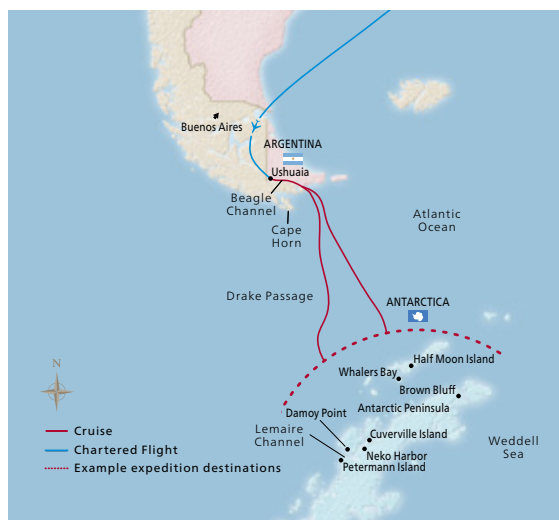 Buenos Aires
ARGENTINA
Ushuaia
Beagle
Channel
Cape
Horn
Atlantic
Ocean
Drake Passage
ANTARCTICA
Half Moon Island
Whalers Bay
Brown Bluff
Antarctic Peninsula
Damoy Point
Lemaire
Channel
Cuverville Island
Neko Harbor
Petermann Island
Weddell
Sea
N
Cruise
Chartered Flight
Example expedition destinations